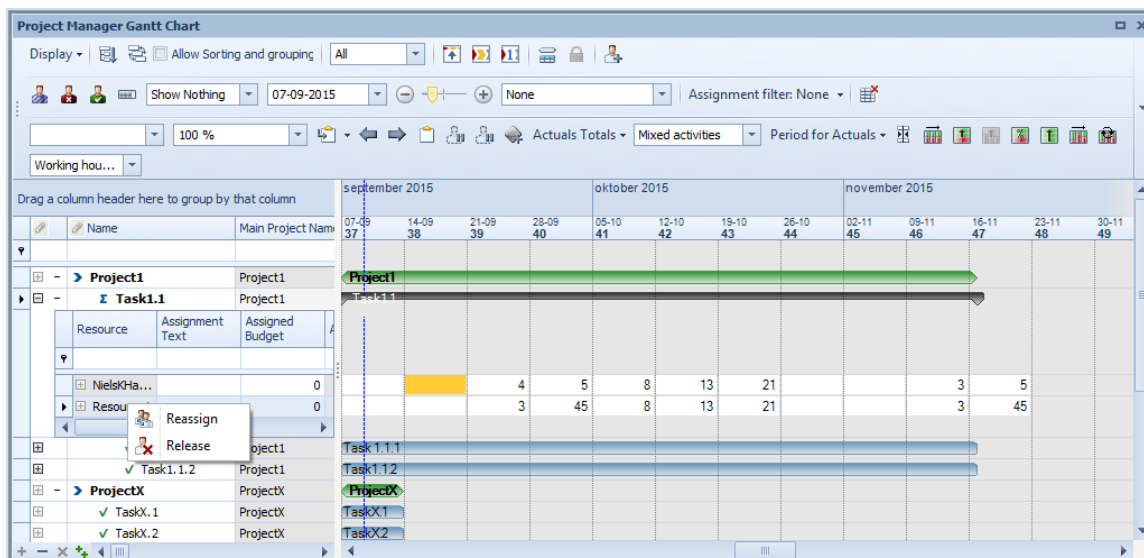 Project Manager Gantt Chart
Display Allow Sorting and grouping All
Show Nothing 07-09-2015 None Assignment filter: None
100 % Actuals Totals Mixed activities Period for Actuals
Working hou...
Drag a column header here to group by that column
september 2015 oktober 2015 november 2015
Name Main Project Nam
07-09 14-09 21-09 28-09 05-10 12-10 19-10 26-10 02-11 09-11 16-11 23-11 30-11
37 38 39 40 41 42 43 44 45 46 47 48 49
Project1 Project1 Project1
Σ Task1.1 Project1 Task1.1
Resource Assignment Text Assigned Budget
NielsKHa... 0 4 5 8 13 21 3 5
Resou 0 3 45 8 13 21 3 45
Reassign
Release
oject1 Task 1.1.1
Task1.1.2 Project1 Task1.1.2
ProjectX ProjectX ProjectX
TaskX.1 ProjectX TaskX.1
TaskX.2 ProjectX TaskX.2